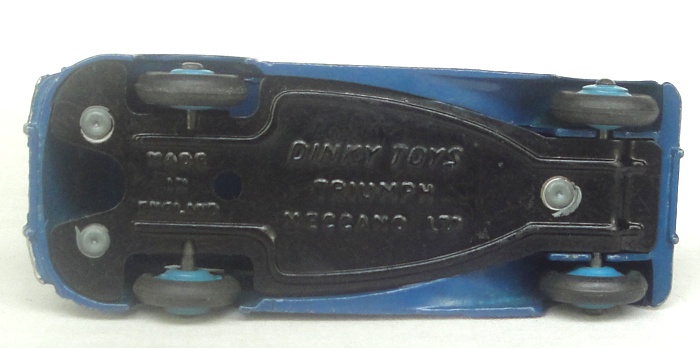 MADE
IN
ENGLAND
DINKY TOYS
TRIUMPH
MECCANO LTD